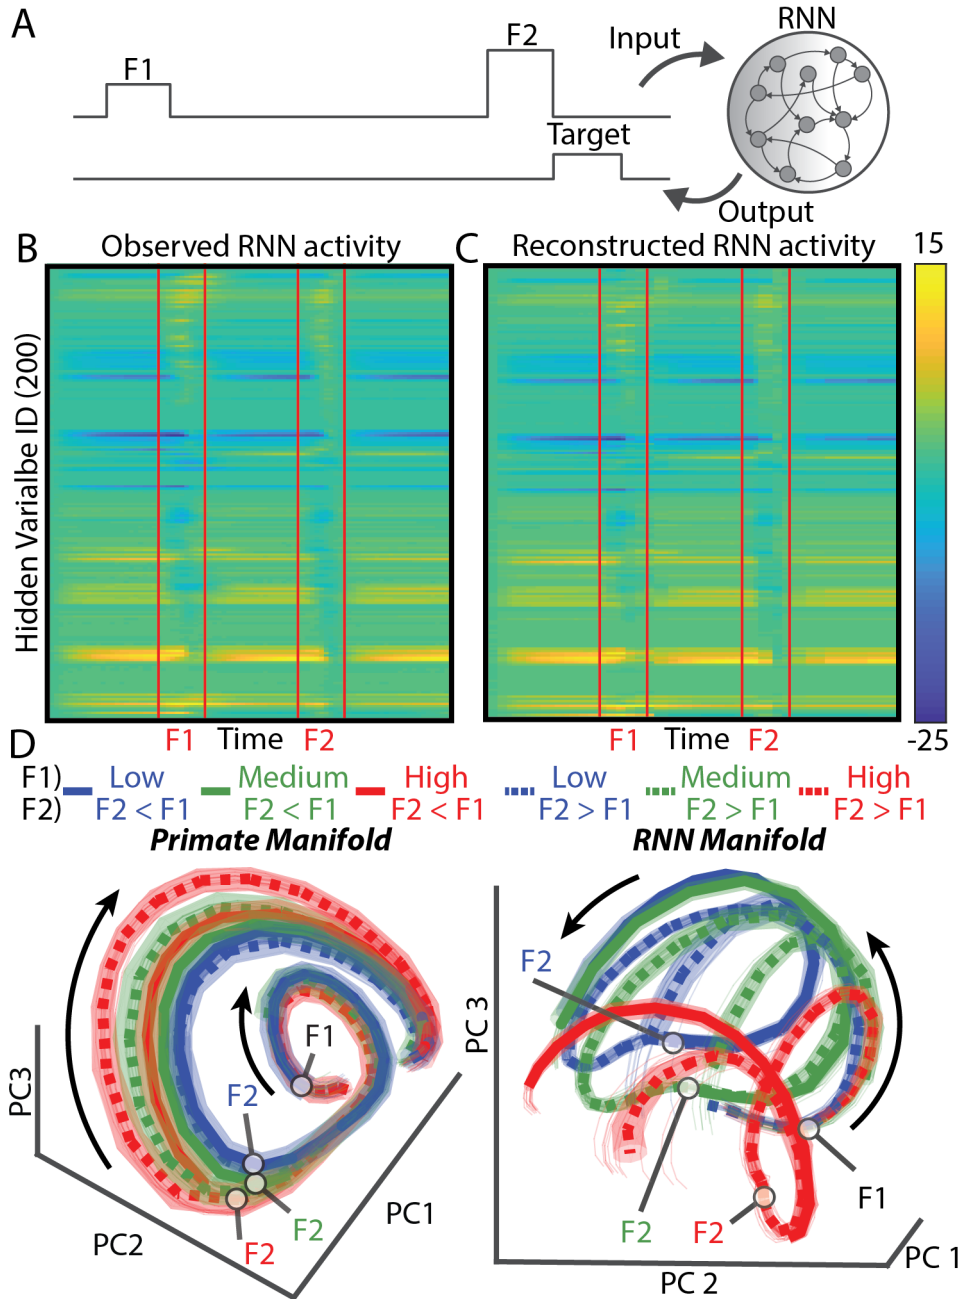 A
RNN
F2
Input
F1
Target
Output
B
Observed RNN activity
C
Reconstructed RNN activity
15
Hidden Varialbe ID (200)
F1
Time
F2
F1
Time
F2
-25
D
F1)
Low
Medium
High
Low
Medium
High
F2)
F2 < F1
F2 < F1
F2 < F1
F2 > F1
F2 > F1
F2 > F1
Primate Manifold
RNN Manifold
F2
F1
PC 3
F2
PC3
F1
PC1
F2
F2
F2
PC2
F2
PC 1
PC 2